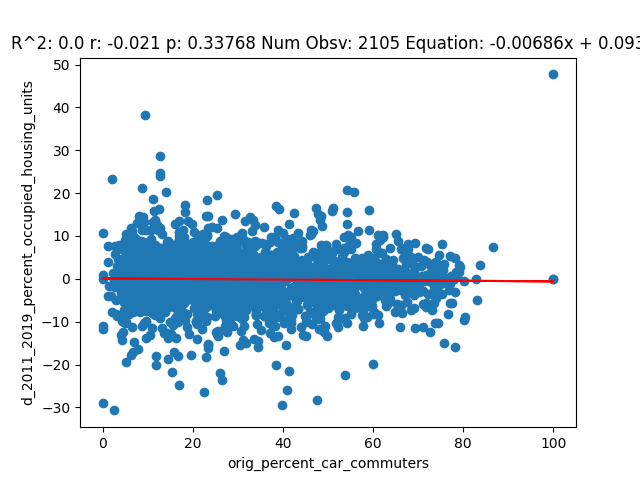 R^2: 0.0 r: -0.021 p: 0.33768 Num Obsv: 2105 Equation: -0.00686x + 0.093
50
40
30
20
10
0
−10
−20
−30
d_2011_2019_percent_occupied_housing_units
0 20 40 60 80 100
orig_percent_car_commuters